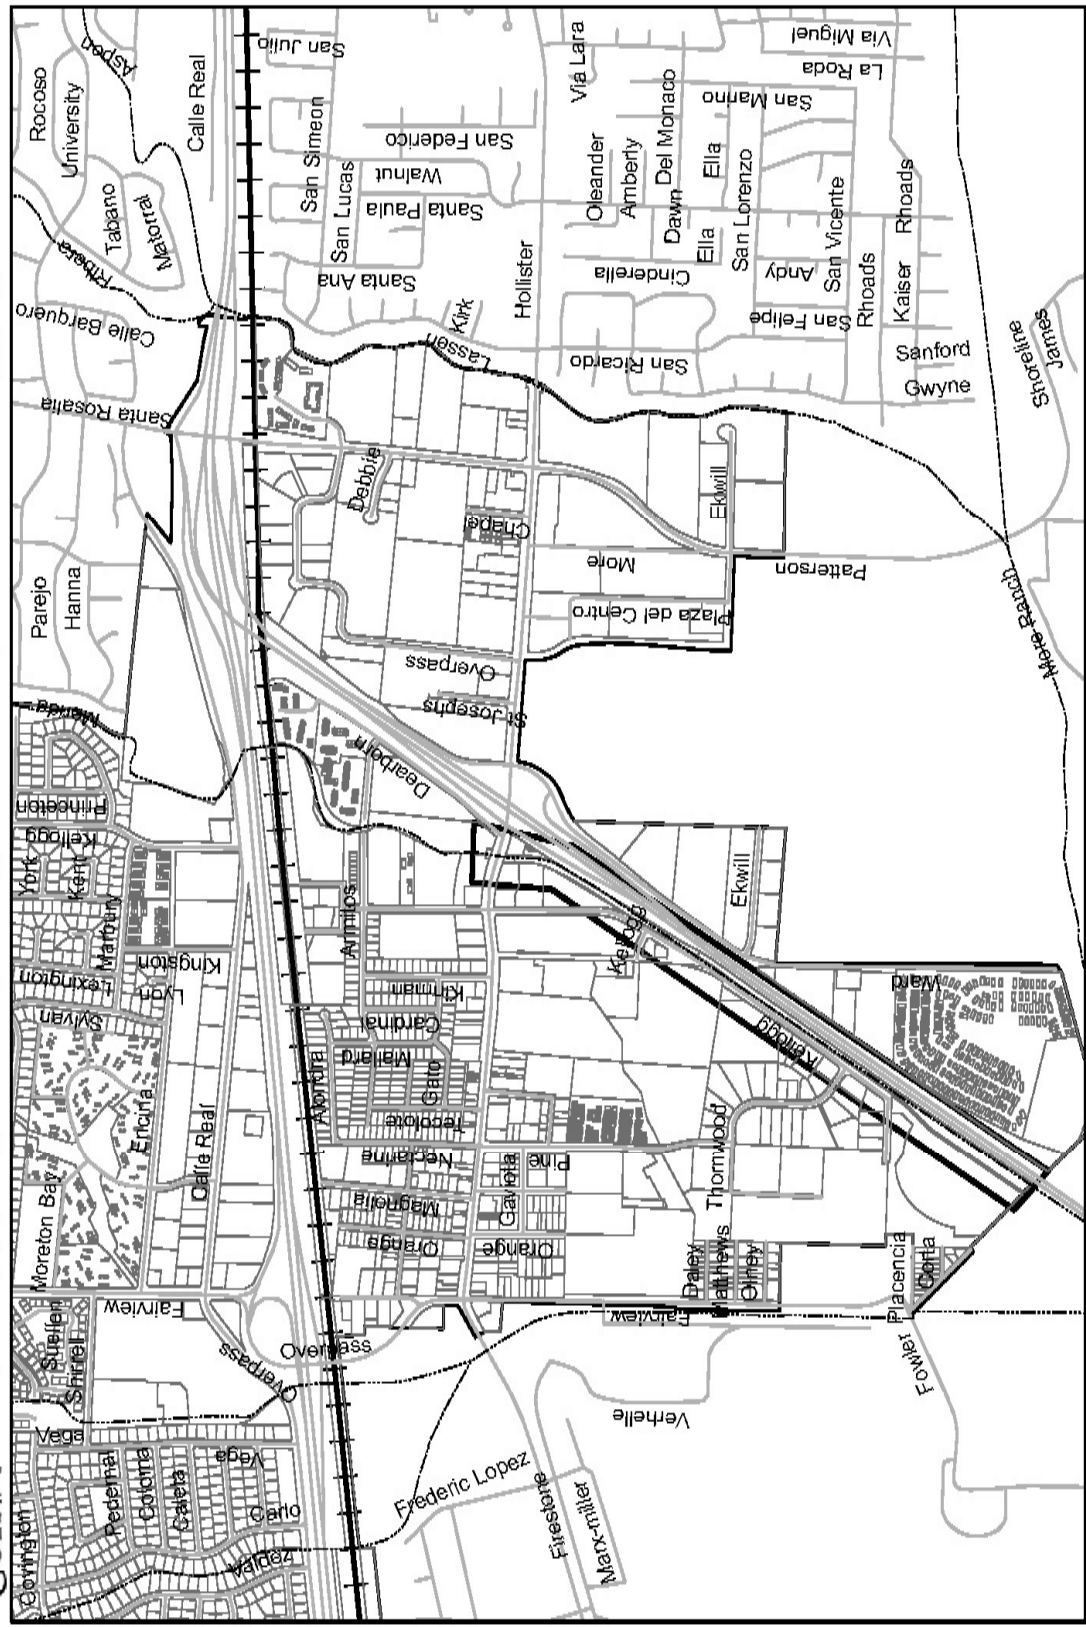 Aspen
Rocoso
University
Calle Real
San Julio
Via Lara
Via Miguel
La Roda
San Marino
San Simeon
San Federico
Walnut
San Lucas
Santa Paula
Santa Ana
Oleander
Amberly
Dawn
Del Monaco
Ella
Ella
San Lorenzo
San Vicente
Rhoads
Rhoads
Tabano
Matorral
Ribera
Calle Barquero
Santa Rosalia
Hollister
Cinderella
Andy
Kaiser
San Felipe
Kirk
Lassen
San Ricardo
Sanford
Gwyne
Shoreline
James
Debbie
Chapel
Ekwill
More
Patterson
Plaza del Centro
More Ranch
Parejo
Hanna
Overpass
St Josephs
Dearborn
Merida
Princeton
Kellogg
York
Kent
Marbury
Kingston
Lexington
Lyon
Sylvan
Armitos
Kellogg
Ekwill
Kinman
Cardinal
Mallard
Gato
Alondra
Tecolote
Kellogg
Ward
Encina
Calle Real
Nectarine
Pine
Gaviota
Magnolia
Orange
Orange
Thornwood
Moreton Bay
Fairview
Daley
Matthews
Olney
Placencia
Corta
Fairview
Suellen
Shirrell
Overpass
Overpass
Fowler
Verhelle
Vega
Vega
Pedernal
Coloma
Caleta
Carlo
Valdez
Covington
Frederic Lopez
Firestone
Marx-miller